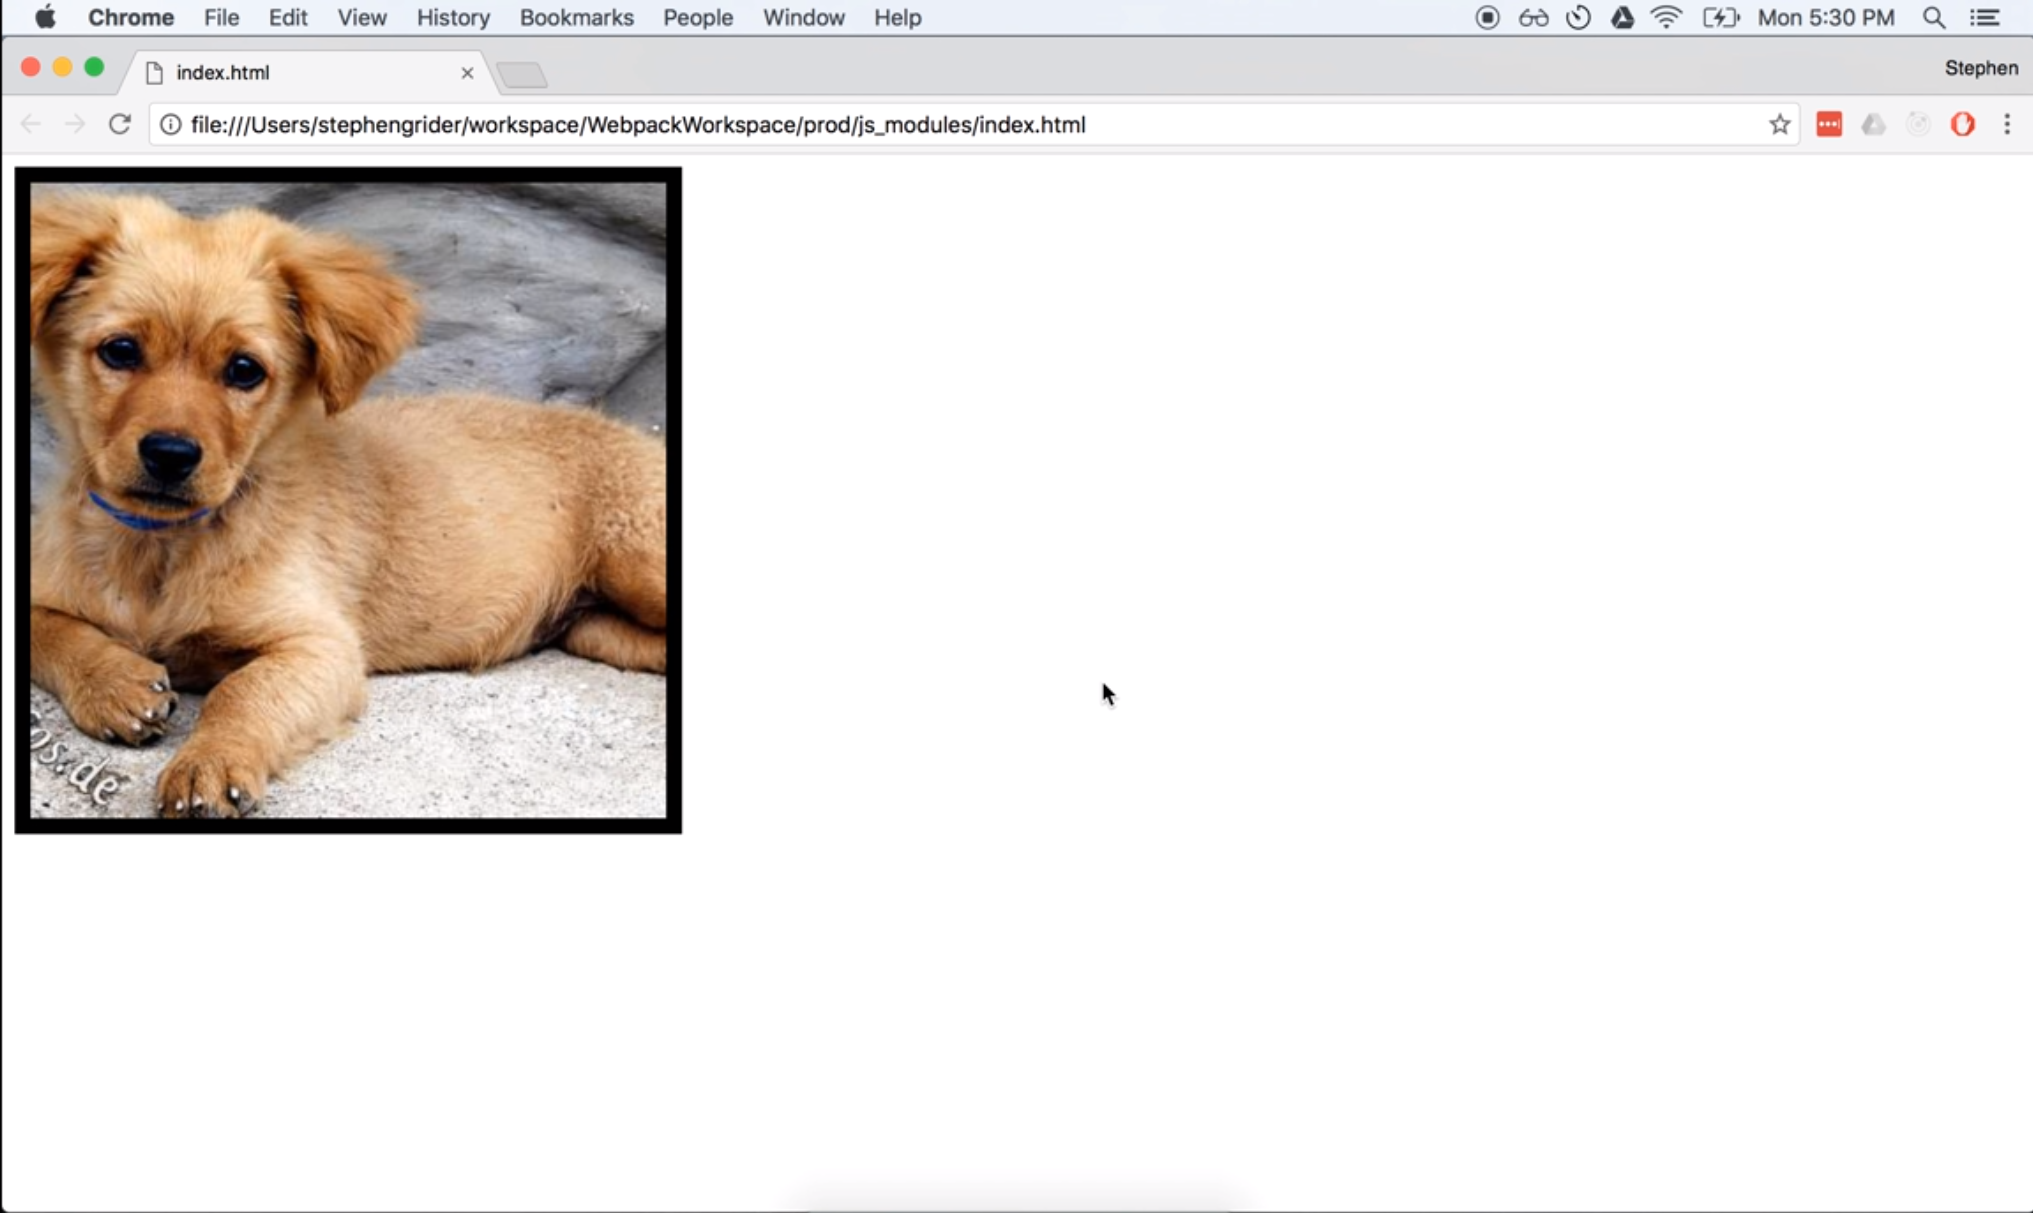 Chrome File Edit View History Bookmarks People Window Help Mon 5:30 PM
index.html Stephen
file:///Users/stephengrider/workspace/WebpackWorkspace/prod/js_modules/index.html
os.de